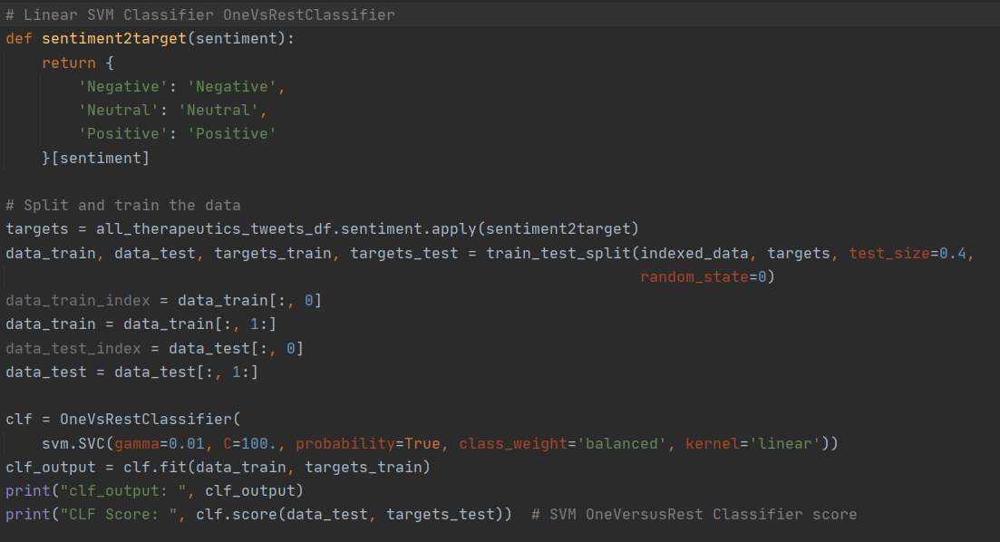 # Linear SVM Classifier OneVsRestClassifier
def sentiment2target(sentiment):
    return {
        'Negative': 'Negative',
        'Neutral': 'Neutral',
        'Positive': 'Positive'
    }[sentiment]

# Split and train the data
targets = all_therapeutics_tweets_df.sentiment.apply(sentiment2target)
data_train, data_test, targets_train, targets_test = train_test_split(indexed_data, targets, test_size=0.4,
                                                                      random_state=0)
data_train_index = data_train[:, 0]
data_train = data_train[:, 1:]
data_test_index = data_test[:, 0]
data_test = data_test[:, 1:]

clf = OneVsRestClassifier(
    svm.SVC(gamma=0.01, C=100., probability=True, class_weight='balanced', kernel='linear'))
clf_output = clf.fit(data_train, targets_train)
print("clf_output: ", clf_output)
print("CLF Score: ", clf.score(data_test, targets_test))  # SVM OneVersusRest Classifier score